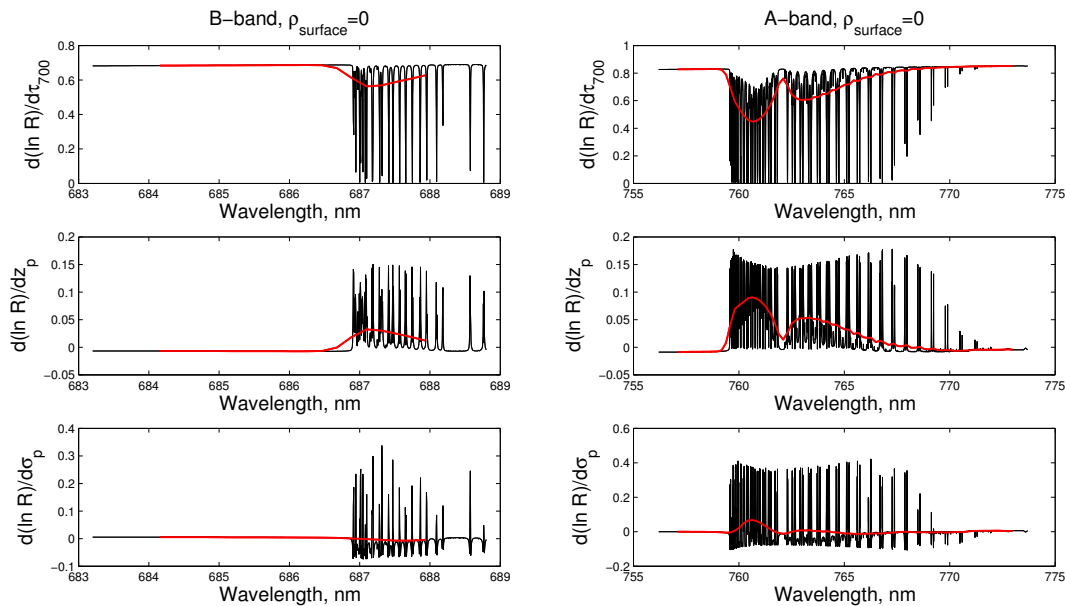 B−band, ρsurface=0
0.8
0.6
0.4
0.2
0
d(ln R)/dτ700
683 684 685 686 687 688 689
Wavelength, nm
0.2
0.15
0.1
0.05
0
−0.05
d(ln R)/dzp
683 684 685 686 687 688 689
Wavelength, nm
0.4
0.3
0.2
0.1
0
−0.1
d(ln R)/dσp
683 684 685 686 687 688 689
Wavelength, nm
A−band, ρsurface=0
1
0.8
0.6
0.4
0.2
0
d(ln R)/dτ700
755 760 765 770 775
Wavelength, nm
0.2
0.15
0.1
0.05
0
−0.05
d(ln R)/dzp
755 760 765 770 775
Wavelength, nm
0.6
0.4
0.2
0
−0.2
d(ln R)/dσp
755 760 765 770 775
Wavelength, nm